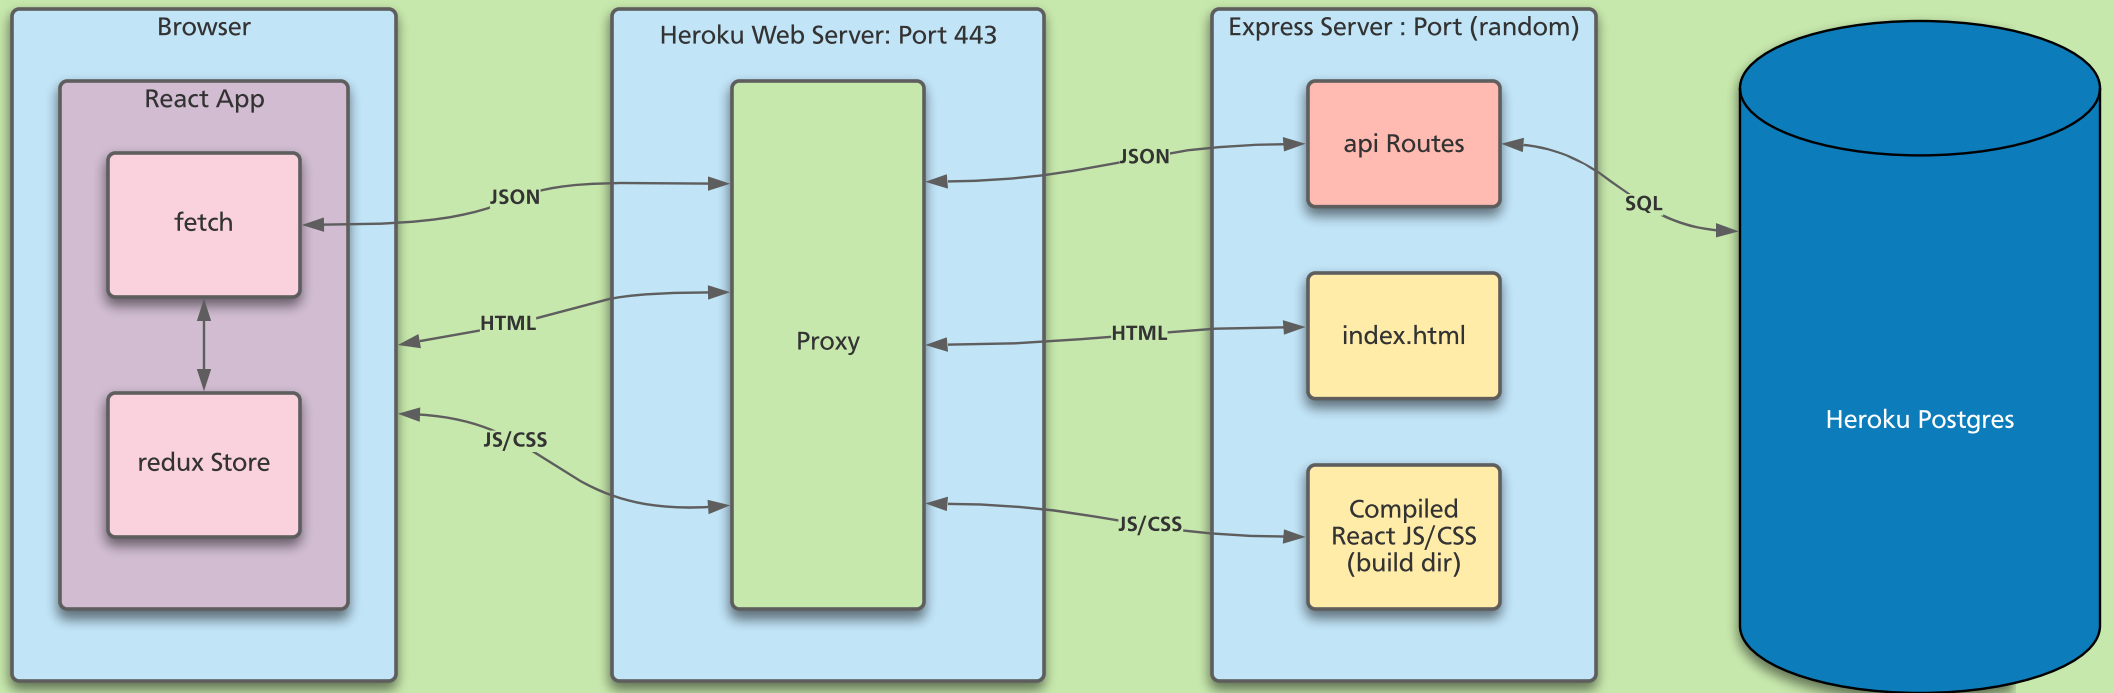 Browser
React App
fetch
redux Store
JSON
HTML
JS/CSS
Heroku Web Server: Port 443
Proxy
JSON
HTML
JS/CSS
Express Server : Port (random)
api Routes
index.html
Compiled
React JS/CSS
(build dir)
SQL
Heroku Postgres